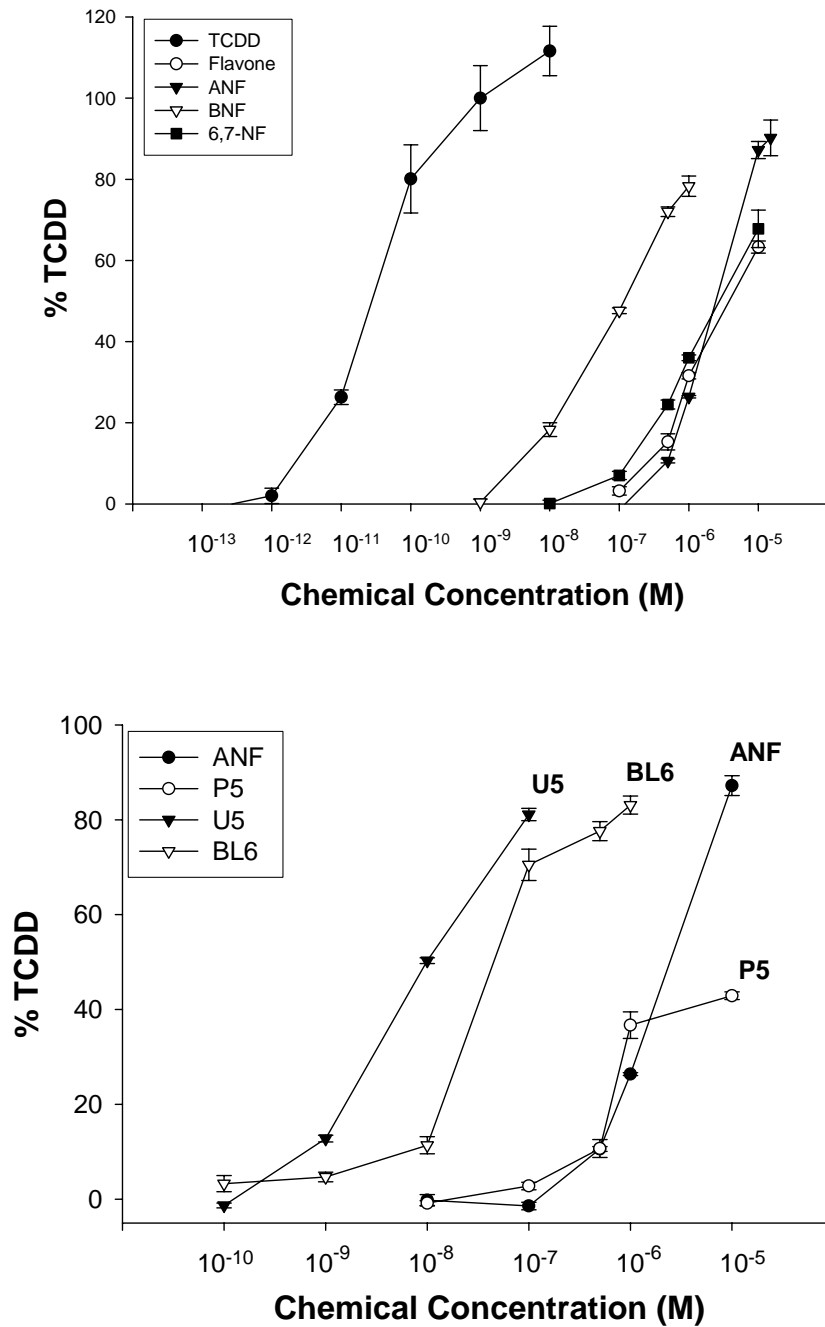 120
100
80
60
40
20
0
% TCDD
TCDD
Flavone
ANF
BNF
6,7-NF
10-13 10-12 10-11 10-10 10-9 10-8 10-7 10-6 10-5
Chemical Concentration (M)
100
80
60
40
20
0
% TCDD
ANF
P5
U5
BL6
U5
BL6
ANF
P5
10-10 10-9 10-8 10-7 10-6 10-5
Chemical Concentration (M)